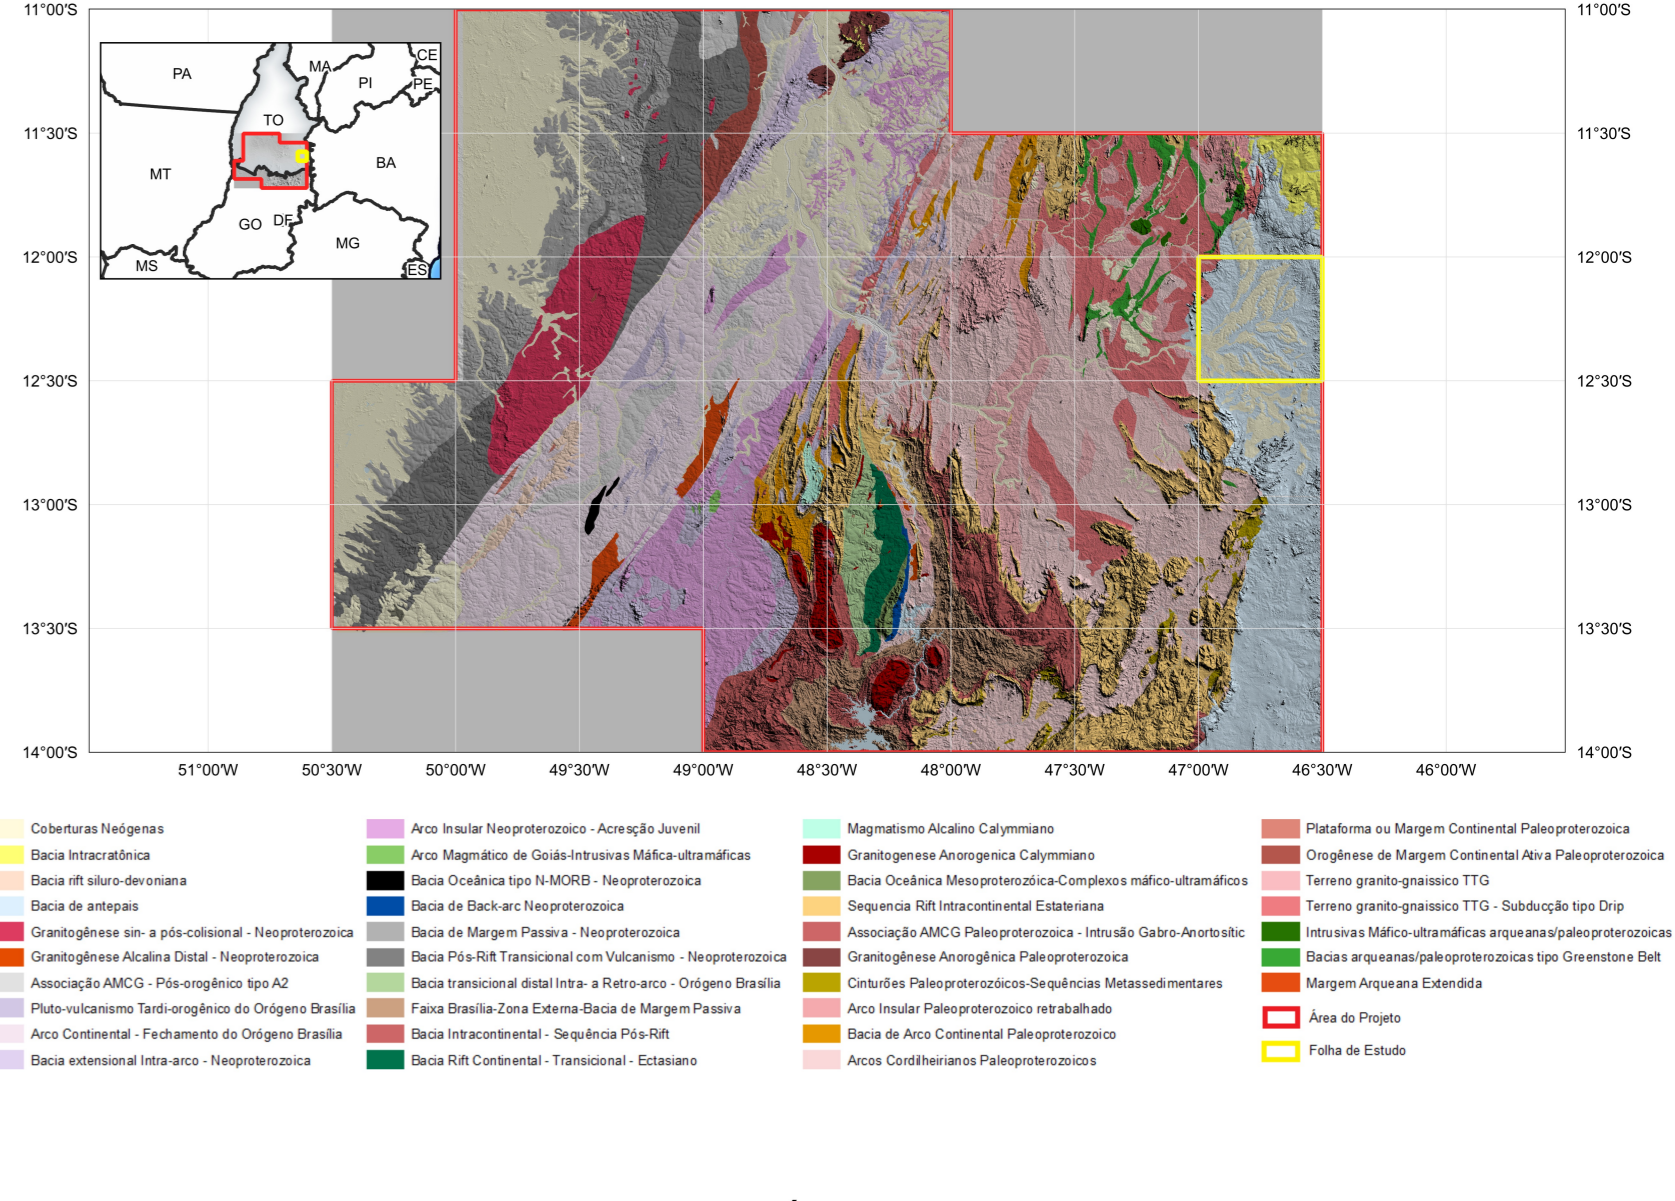 11°00'S
11°00'S
PA
MA
CE
PI
PE
TO
11°30'S
11°30'S
MT
BA
GO
DF
MG
MS
ES
12°00'S
12°00'S
12°30'S
12°30'S
13°00'S
13°00'S
13°30'S
13°30'S
14°00'S
14°00'S
51°00'W
50°30'W
50°00'W
49°30'W
49°00'W
48°30'W
48°00'W
47°30'W
47°00'W
46°30'W
46°00'W
Coberturas Neógenas
Bacia Intracratônica
Bacia rift siluro-devoniana
Bacia de antepais
Granitogênese sin- a pós-colisional - Neoproterozoica
Granitogênese Alcalina Distal - Neoproterozoica
Associação AMCG - Pós-orogênico tipo A2
Pluto-vulcanismo Tardi-orogênico do Orógeno Brasília
Arco Continental - Fechamento do Orógeno Brasília
Bacia extensional Intra-arco - Neoproterozoica
Arco Insular Neoproterozoico - Acresção Juvenil
Arco Magmático de Goiás-Intrusivas Máfica-ultramáficas
Bacia Oceânica tipo N-MORB - Neoproterozoica
Bacia de Back-arc Neoproterozoica
Bacia de Margem Passiva - Neoproterozoica
Bacia Pós-Rift Transicional com Vulcanismo - Neoproterozoica
Bacia transicional distal Intra- a Retro-arco - Orógeno Brasília
Faixa Brasília-Zona Externa-Bacia de Margem Passiva
Bacia Intracontinental - Sequência Pós-Rift
Bacia Rift Continental - Transicional - Ectasiano
Magmatismo Alcalino Calymmiano
Granitogenese Anorogenica Calymmiano
Bacia Oceânica Mesoproterozóica-Complexos máfico-ultramáficos
Sequencia Rift Intracontinental Estateriana
Associação AMCG Paleoproterozoica - Intrusão Gabro-Anortosític
Granitogênese Anorogênica Paleoproterozoica
Cinturões Paleoproterozóicos-Sequências Metassedimentares
Arco Insular Paleoproterozoico retrabalhado
Bacia de Arco Continental Paleoproterozoico
Arcos Cordilheirianos Paleoproterozoicos
Plataforma ou Margem Continental Paleoproterozoica
Orogênese de Margem Continental Ativa Paleoproterozoica
Terreno granito-gnaissico TTG
Terreno granito-gnaissico TTG - Subducção tipo Drip
Intrusivas Máfico-ultramáficas arqueanas/paleoproterozoicas
Bacias arqueanas/paleoproterozoicas tipo Greenstone Belt
Margem Arqueana Extendida
Área do Projeto
Folha de Estudo